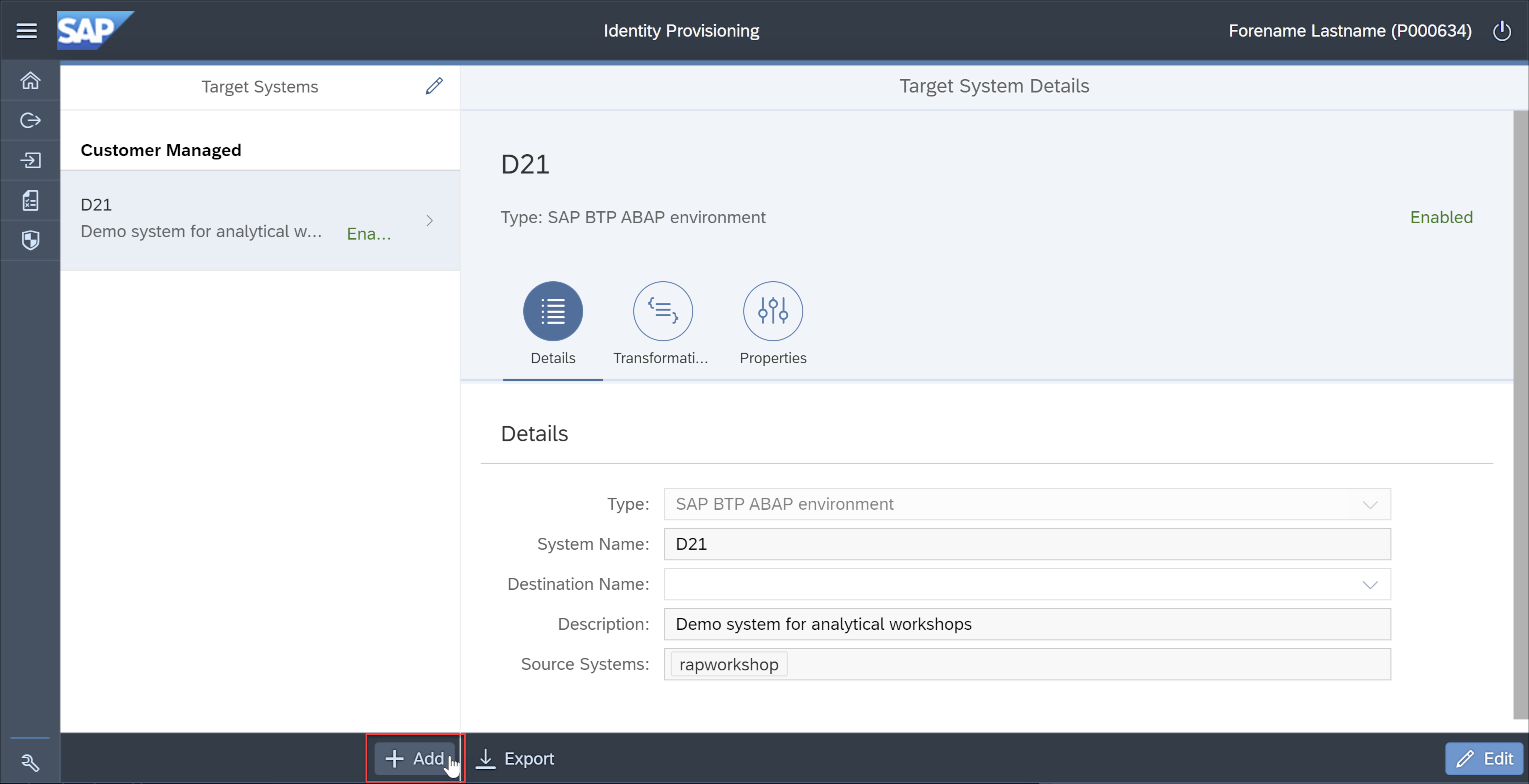 SAP
Identity Provisioning
Forename Lastname (P000634)
Target Systems
Customer Managed
D21
Demo system for analytical w...
Ena...
Target System Details
D21
Type: SAP BTP ABAP environment
Enabled
Details
Transformati...
Properties
Details
Type: SAP BTP ABAP environment
System Name: D21
Destination Name:
Description: Demo system for analytical workshops
Source Systems: rapworkshop
Add
Export
Edit